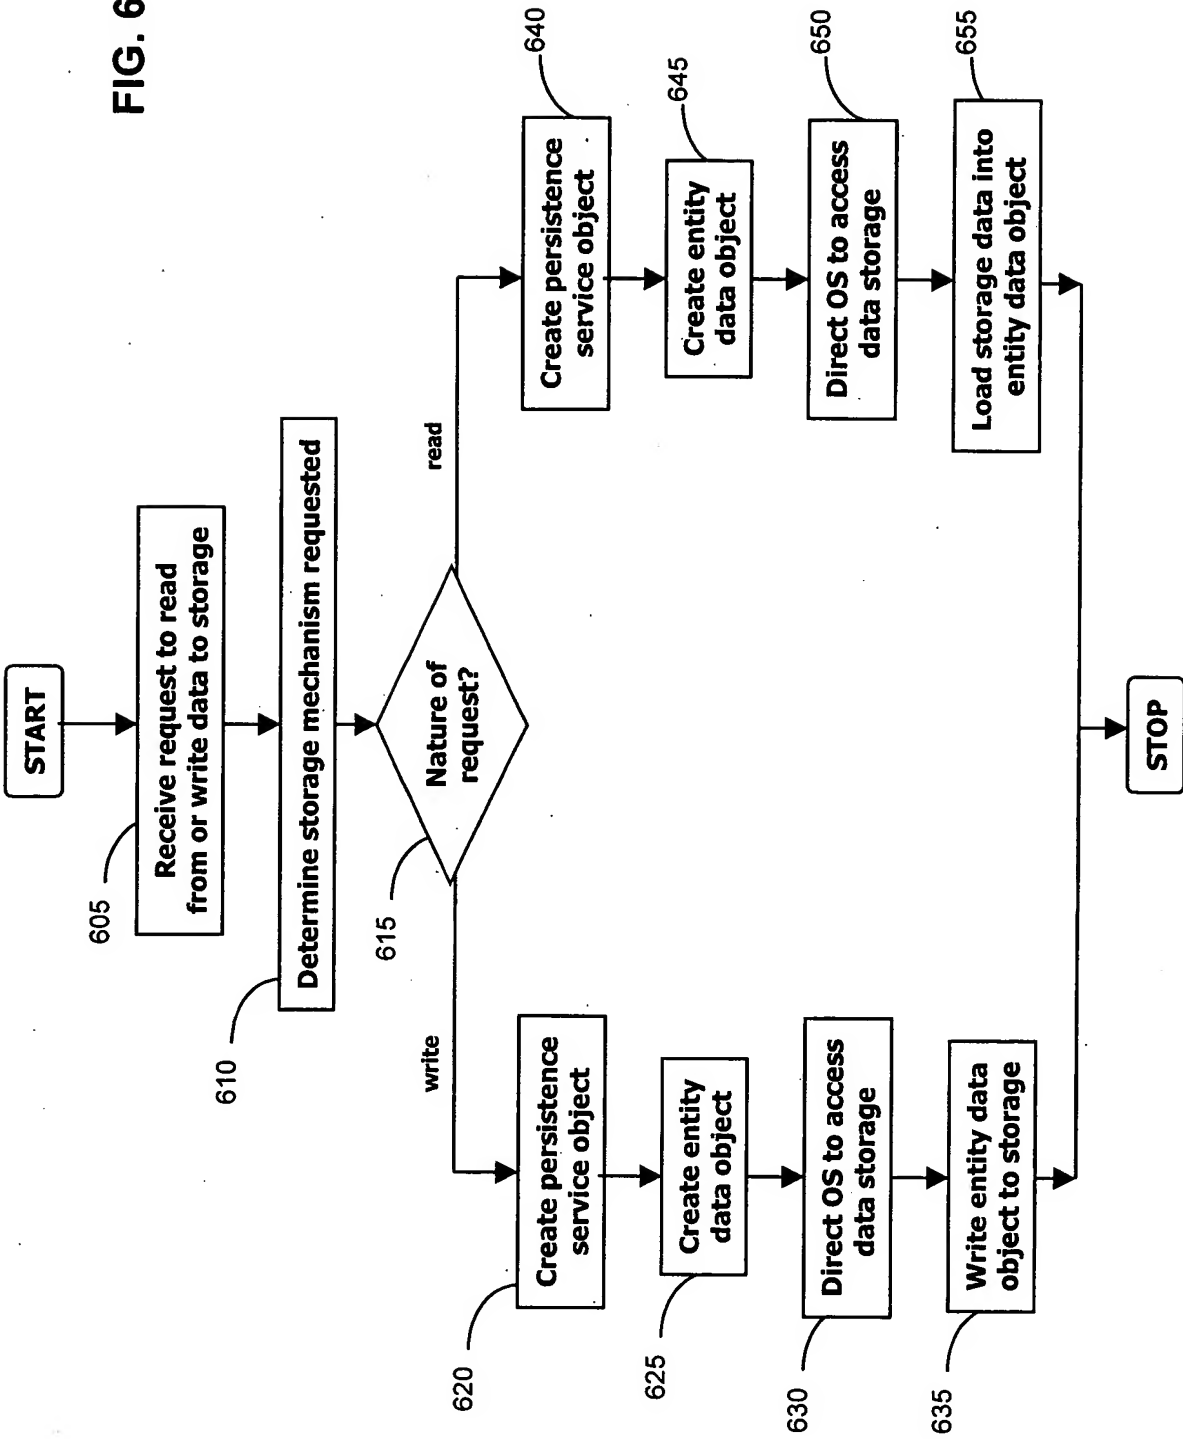 FIG. 6
START
605
Receive request to read
from or write data to storage
610
Determine storage mechanism requested
615
Nature of
request?
write
read
620
Create persistence
service object
625
Create entity
data object
630
Direct OS to access
data storage
635
Write entity data
object to storage
640
Create persistence
service object
645
Create entity
data object
650
Direct OS to access
data storage
655
Load storage data into
entity data object
STOP